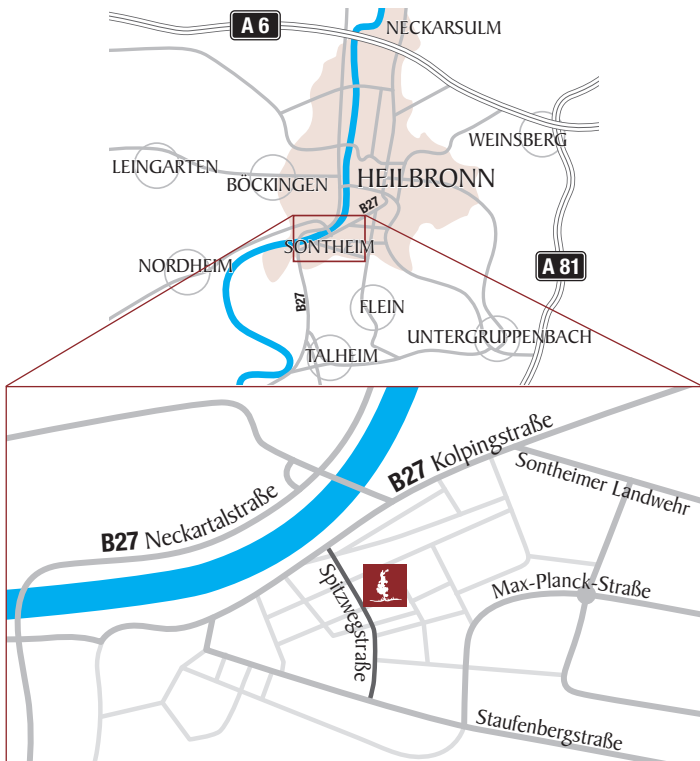 A 6
NECKARSULM
WEINSBERG
LEINGARTEN
BÖCKINGEN
HEILBRONN
B27
SONTHEIM
NORDHEIM
A 81
B27
FLEIN
UNTERGRUPPENBACH
TALHEIM
B27 Kolpingstraße
Sontheimer Landwehr
B27 Neckartalstraße
Spitzwegstraße
Max-Planck-Straße
Staufenbergstraße